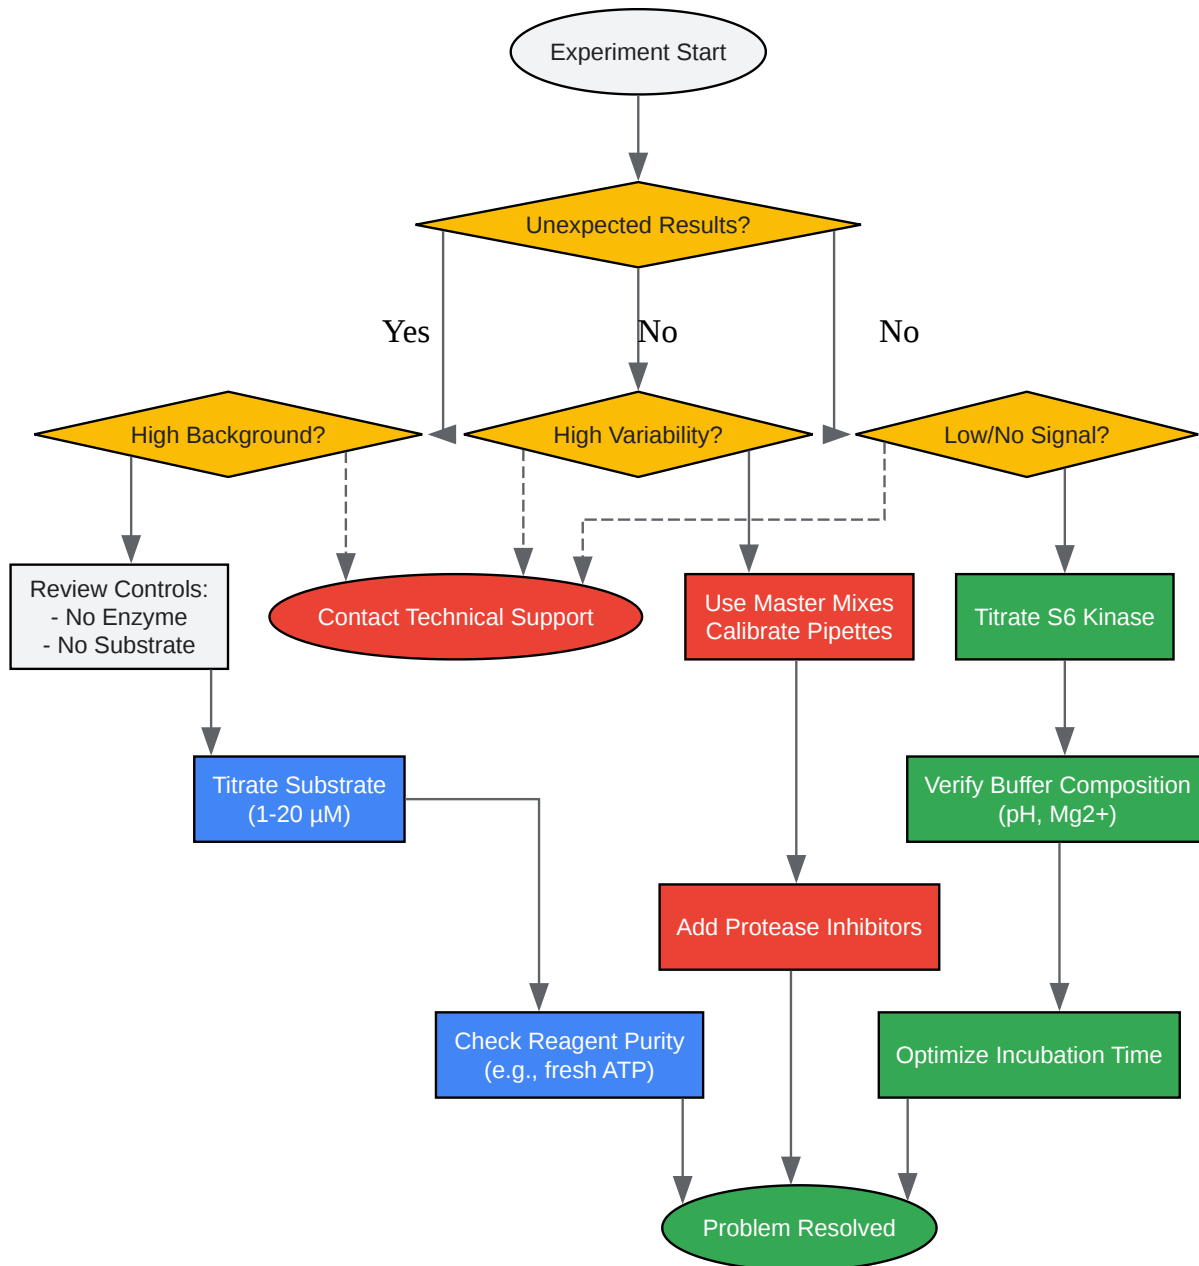 Experiment Start
Unexpected Results?
Yes
No
No
High Background?
High Variability?
Low/No Signal?
Review Controls:
- No Enzyme
- No Substrate
Contact Technical Support
Use Master Mixes
Calibrate Pipettes
Titrate S6 Kinase
Titrate Substrate
(1-20 µM)
Verify Buffer Composition
(pH, Mg2+)
Add Protease Inhibitors
Check Reagent Purity
(e.g., fresh ATP)
Optimize Incubation Time
Problem Resolved